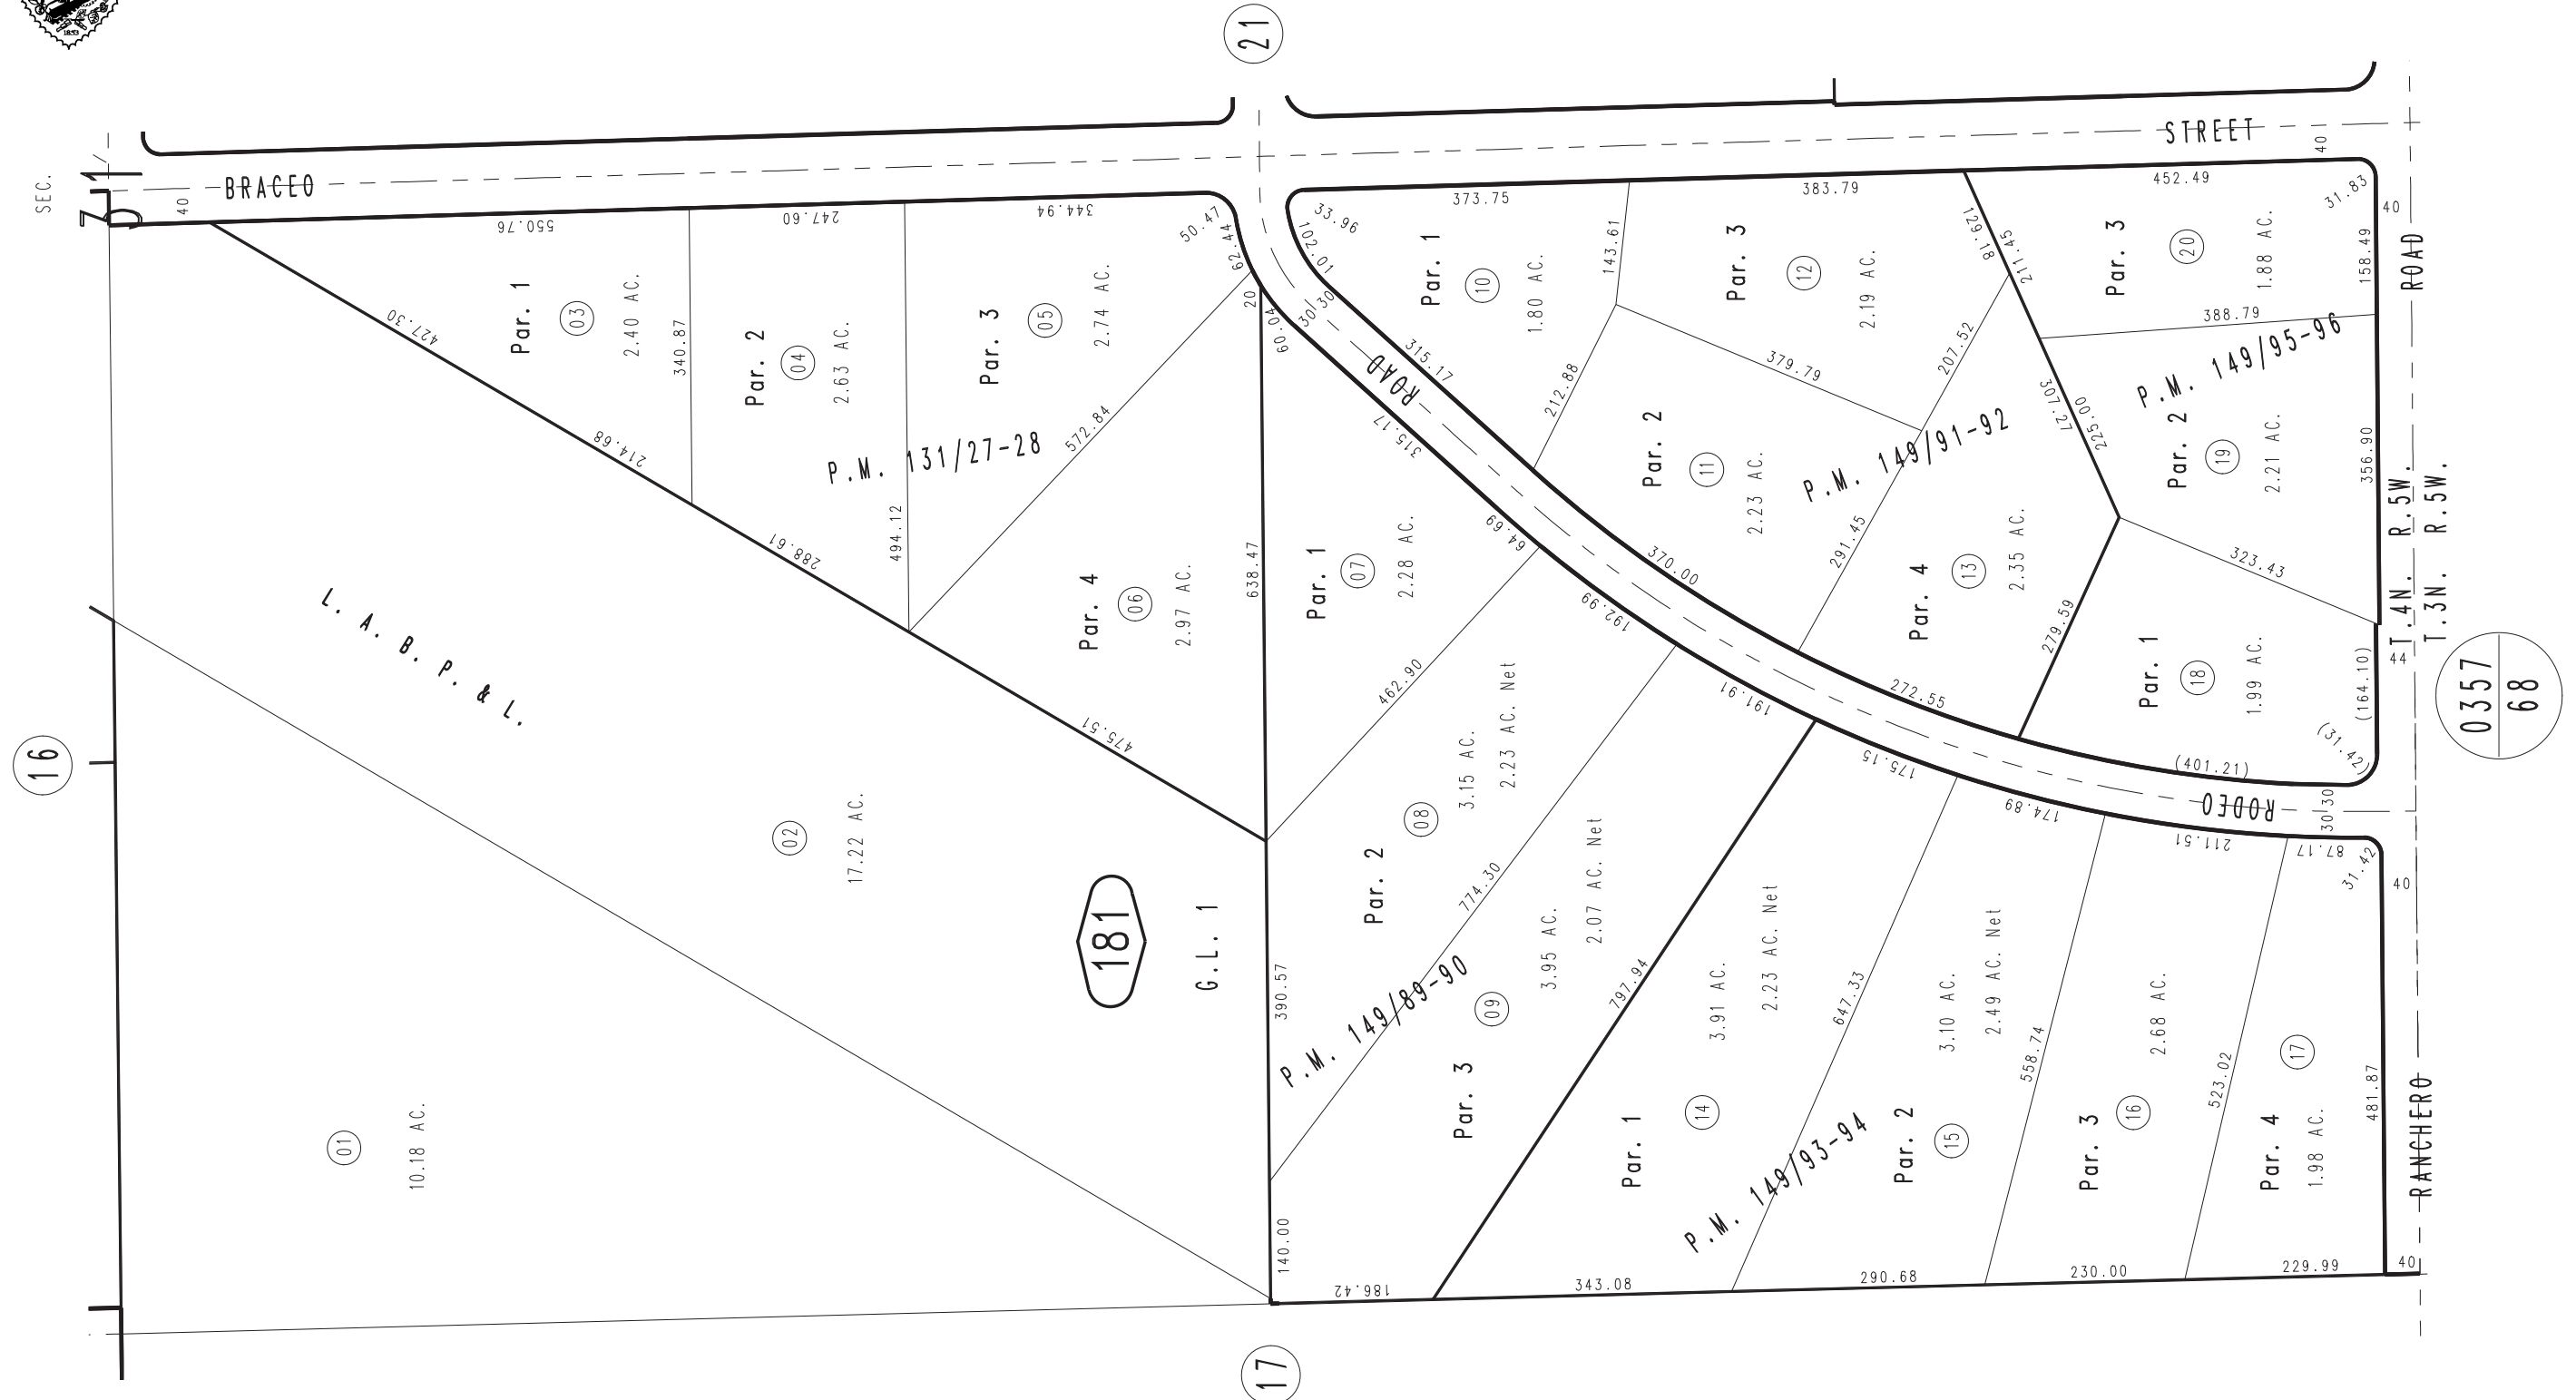 1853
SEC.
21
16
17
BRACEO
STREET
40
40
550.76
247.60
344.94
50.47
62.44
20
60.04
33.96
102.01
30
30
373.75
383.79
452.49
31.83
40
427.30
214.68
288.61
475.51
Par. 1
03
2.40 AC.
340.87
Par. 2
04
2.63 AC.
494.12
Par. 3
05
2.74 AC.
572.84
P.M. 131/27-28
Par. 4
06
2.97 AC.
638.47
L. A. B. P. & L.
01
10.18 AC.
02
17.22 AC.
181
G.L. 1
390.57
140.00
ROAD
315.17
315.17
64.69
192.99
191.91
175.15
174.89
211.51
87.17
31.42
370.00
272.55
(401.21)
(31.42)
(164.10)
RODEO
30
30
Par. 1
07
2.28 AC.
462.90
Par. 2
08
3.15 AC.
2.23 AC. Net
774.30
P.M. 149/89-90
Par. 3
09
3.95 AC.
2.07 AC. Net
797.94
186.42
Par. 1
10
1.80 AC.
143.61
212.88
Par. 2
11
2.23 AC.
379.79
Par. 3
12
2.19 AC.
207.52
291.45
P.M. 149/91-92
Par. 4
13
2.35 AC.
279.59
121.618
211.45
307.27
225.00
Par. 1
14
3.91 AC.
2.23 AC. Net
647.33
343.08
P.M. 149/93-94
Par. 2
15
3.10 AC.
2.49 AC. Net
558.74
290.68
Par. 3
16
2.68 AC.
523.02
230.00
Par. 4
17
1.98 AC.
481.87
229.99
40
40
Par. 1
18
1.99 AC.
323.43
P.M. 149/95-96
Par. 2
19
2.21 AC.
356.90
388.79
Par. 3
20
1.88 AC.
158.49
44
T.4N. R.5W.
T.3N. R.5W.
RANCHERO
ROAD
0357
68